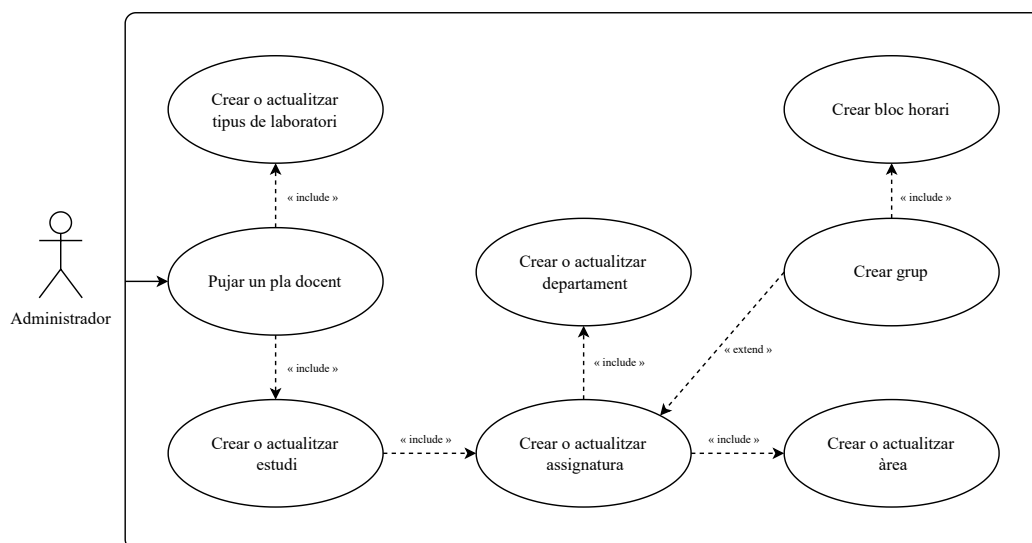 Crear o actualitzar
tipus de laboratori
Crear bloc horari
« include »
« include »
Pujar un pla docent
Crear o actualitzar
departament
Crear grup
Administrador
« extend »
« include »
« include »
Crear o actualitzar
estudi
« include »
Crear o actualitzar
assignatura
« include »
Crear o actualitzar
àrea